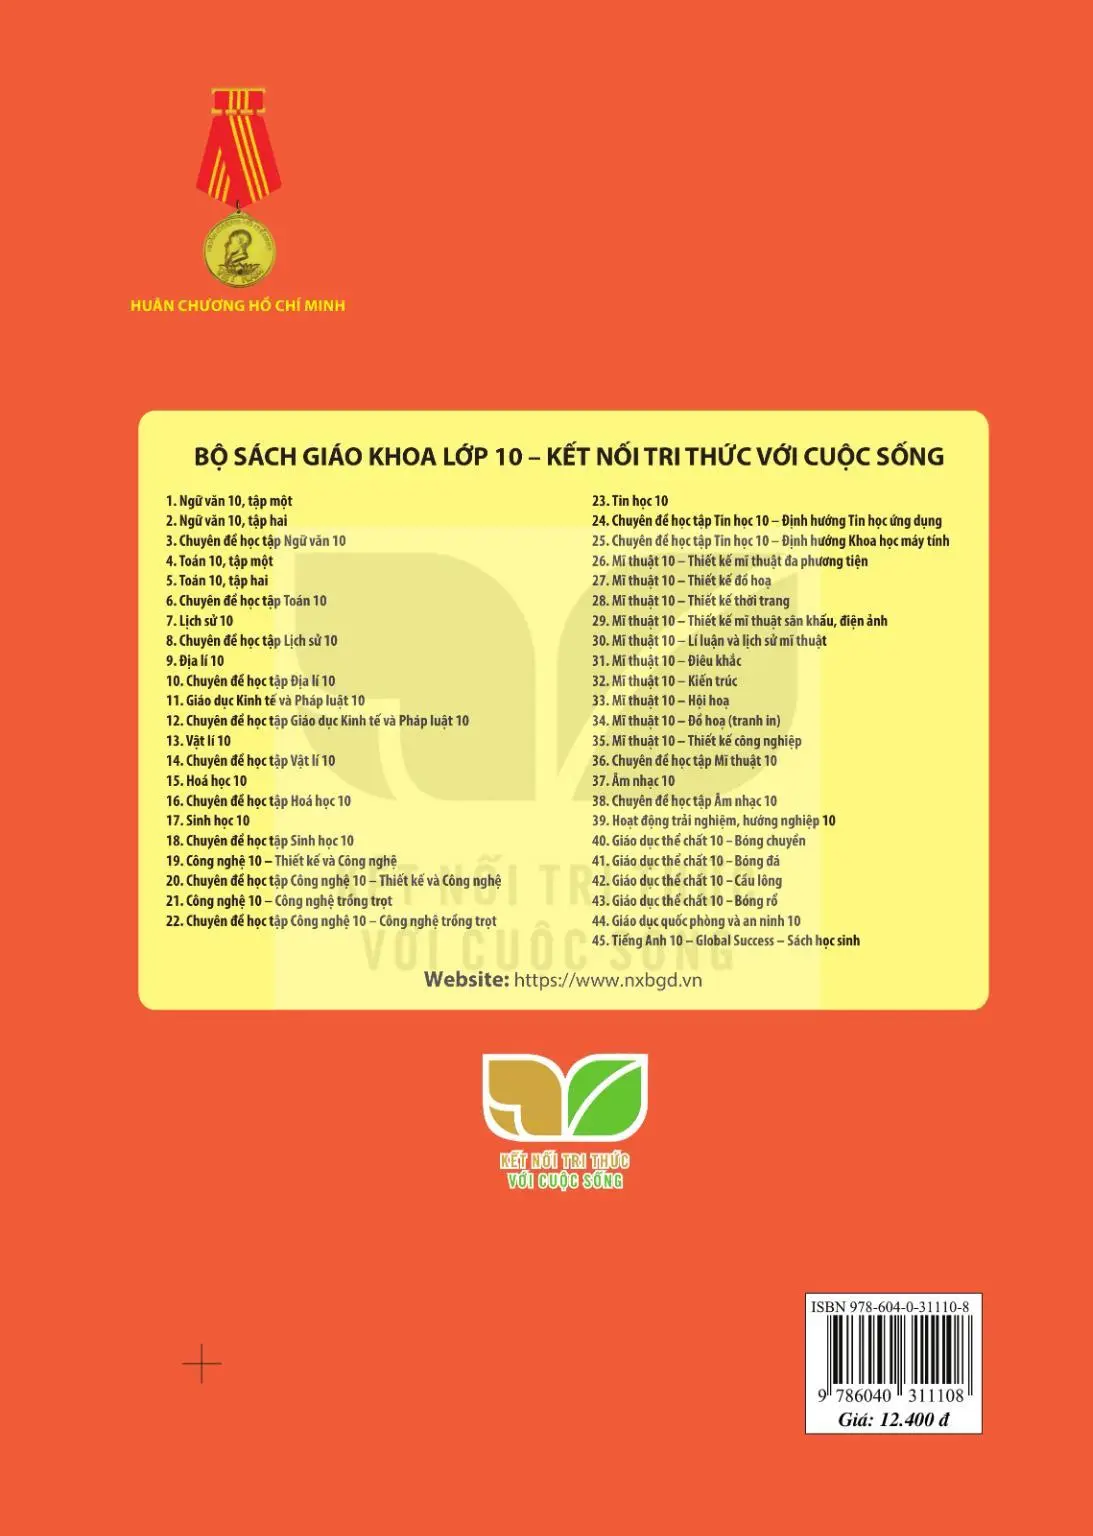 HUÂN CHƯƠNG HỒ CHÍ MINH
BỘ SÁCH GIÁO KHOA LỚP 10 – KẾT NỐI TRI THỨC VỚI CUỘC SỐNG
1. Ngữ văn 10, tập một
2. Ngữ văn 10, tập hai
3. Chuyên đề học tập Ngữ văn 10
4. Toán 10, tập một
5. Toán 10, tập hai
6. Chuyên đề học tập Toán 10
7. Lịch sử 10
8. Chuyên đề học tập Lịch sử 10
9. Địa lí 10
10. Chuyên đề học tập Địa lí 10
11. Giáo dục Kinh tế và Pháp luật 10
12. Chuyên đề học tập Giáo dục Kinh tế và Pháp luật 10
13. Vật lí 10
14. Chuyên đề học tập Vật lí 10
15. Hoá học 10
16. Chuyên đề học tập Hoá học 10
17. Sinh học 10
18. Chuyên đề học tập Sinh học 10
19. Công nghệ 10 – Thiết kế và Công nghệ
20. Chuyên đề học tập Công nghệ 10 – Thiết kế và Công nghệ
21. Công nghệ 10 – Công nghệ trồng trọt
22. Chuyên đề học tập Công nghệ 10 – Công nghệ trồng trọt
23. Tin học 10
24. Chuyên đề học tập Tin học 10 – Định hướng Tin học ứng dụng
25. Chuyên đề học tập Tin học 10 – Định hướng Khoa học máy tính
26. Mĩ thuật 10 – Thiết kế mĩ thuật đa phương tiện
27. Mĩ thuật 10 – Thiết kế đồ hoạ
28. Mĩ thuật 10 – Thiết kế thời trang
29. Mĩ thuật 10 – Thiết kế mĩ thuật sân khấu, điện ảnh
30. Mĩ thuật 10 – Lí luận và lịch sử mĩ thuật
31. Mĩ thuật 10 – Điêu khắc
32. Mĩ thuật 10 – Kiến trúc
33. Mĩ thuật 10 – Hội hoạ
34. Mĩ thuật 10 – Đồ hoạ (tranh in)
35. Mĩ thuật 10 – Thiết kế công nghiệp
36. Chuyên đề học tập Mĩ thuật 10
37. Âm nhạc 10
38. Chuyên đề học tập Âm nhạc 10
39. Hoạt động trải nghiệm, hướng nghiệp 10
40. Giáo dục thể chất 10 – Bóng chuyền
41. Giáo dục thể chất 10 – Bóng đá
42. Giáo dục thể chất 10 – Cầu lông
43. Giáo dục thể chất 10 – Bóng rổ
44. Giáo dục quốc phòng và an ninh 10
45. Tiếng Anh 10 – Global Success – Sách học sinh
KẾT NỐI TRI THỨC
VỚI CUỘC SỐNG
Website: https://www.nxbgd.vn
KẾT NỐI TRI THỨC
VỚI CUỘC SỐNG
ISBN 978-604-0-31110-8
9 786040 311108
Giá: 12.400 đ